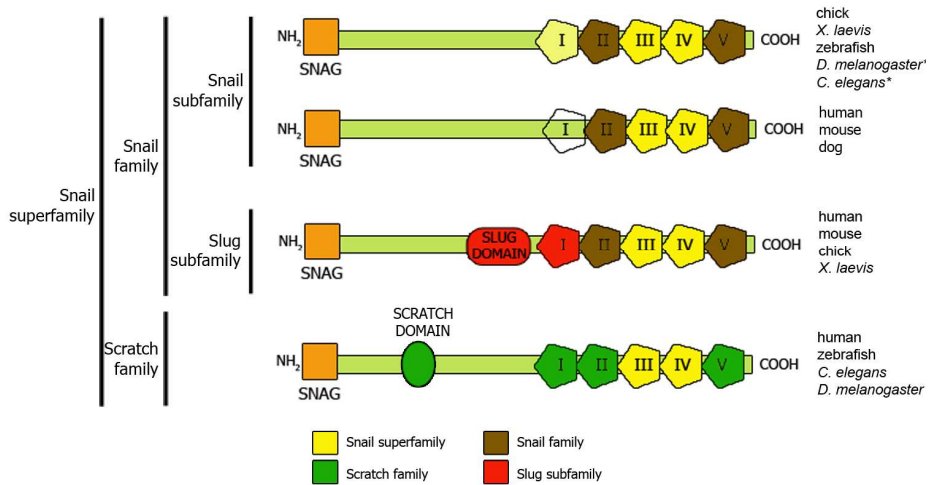 Snail
superfamily
Snail
family
Scratch
family
Snail
subfamily
Slug
subfamily
NH2
SNAG
I II III IV V
COOH
chick
X. laevis
zebrafish
D. melanogaster*
C. elegans*
NH2
SNAG
I II III IV V
COOH
human
mouse
dog
NH2
SNAG
SLUG
DOMAIN
I II III IV V
COOH
human
mouse
chick
X. laevis
SCRATCH
DOMAIN
NH2
SNAG
I II III IV V
COOH
human
zebrafish
C. elegans
D. melanogaster
Snail superfamily
Snail family
Scratch family
Slug subfamily